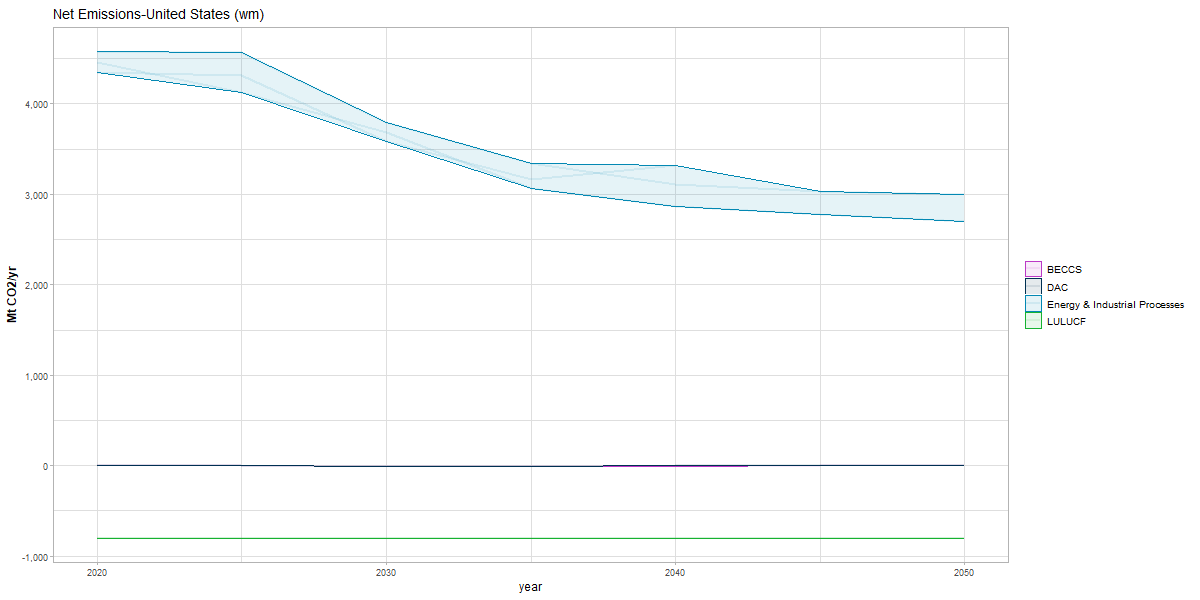 Net Emissions-United States (wm)
Mt CO2/yr
4,000
3,000
2,000
1,000
0
-1,000
2020
2030
2040
2050
year
BECCS
DAC
Energy & Industrial Processes
LULUCF